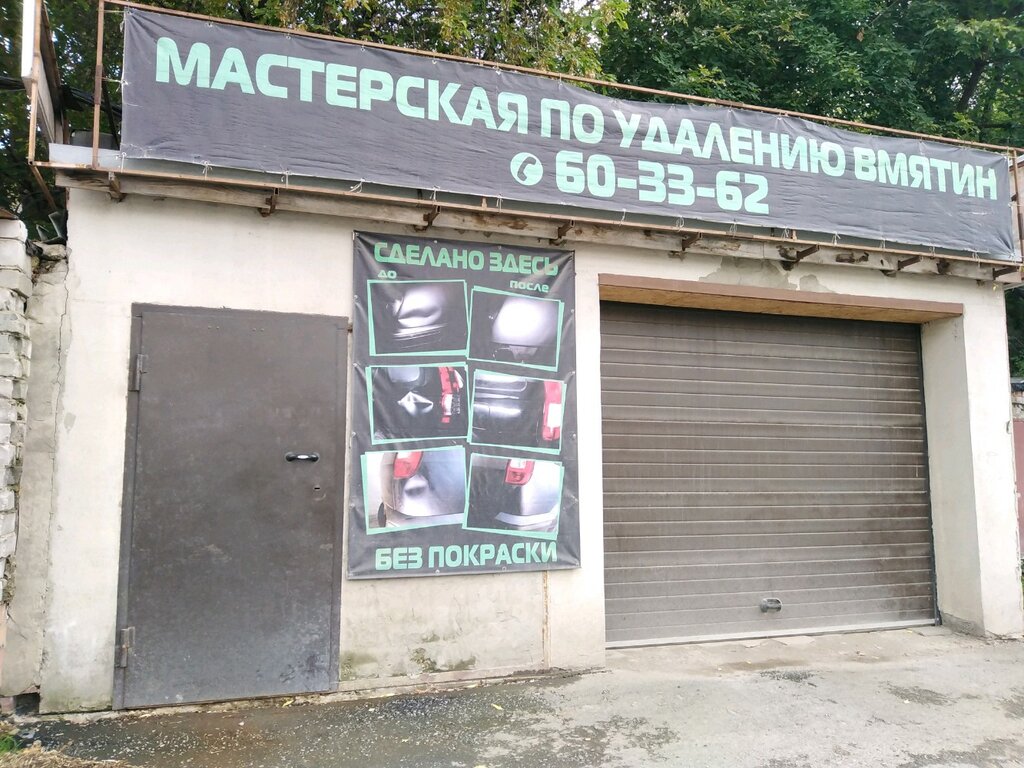 МАСТЕРСКАЯ ПО УДАЛЕНИЮ ВМЯТИН
60-33-62
СДЕЛАНО ЗДЕСЬ
ДО
ПОСЛЕ
БЕЗ ПОКРАСКИ